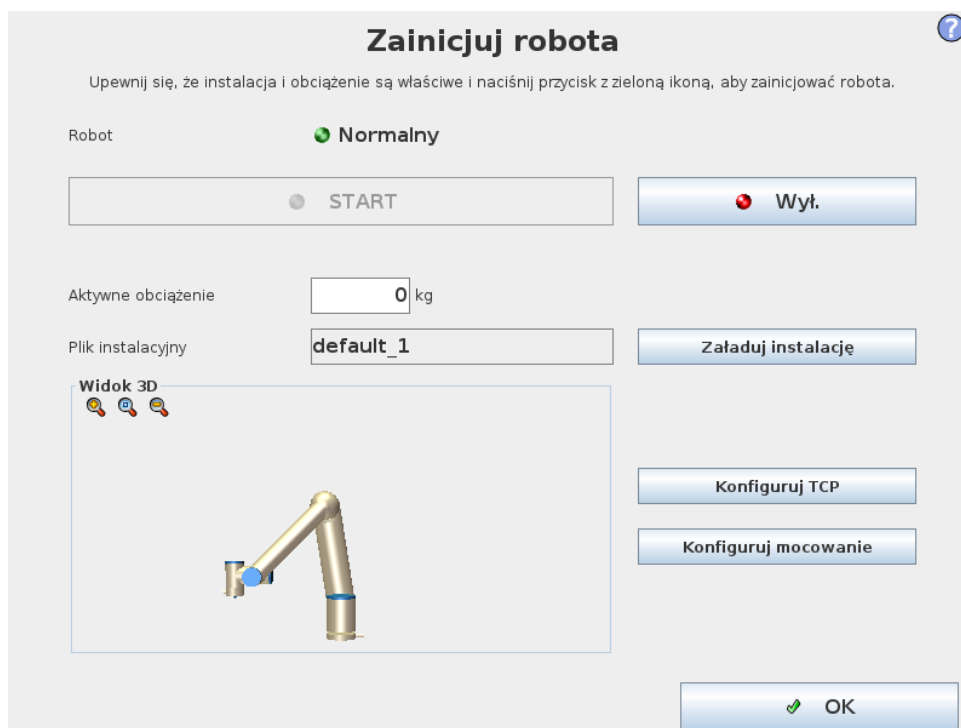 Zainicjuj robota
?
Upewnij się, że instalacja i obciążenie są właściwe i naciśnij przycisk z zieloną ikoną, aby zainicjować robota.
Robot
Normalny
START
Wył.
Aktywne obciążenie
0 kg
Plik instalacyjny
default_1
Załaduj instalację
Widok 3D
Konfiguruj TCP
Konfiguruj mocowanie
OK